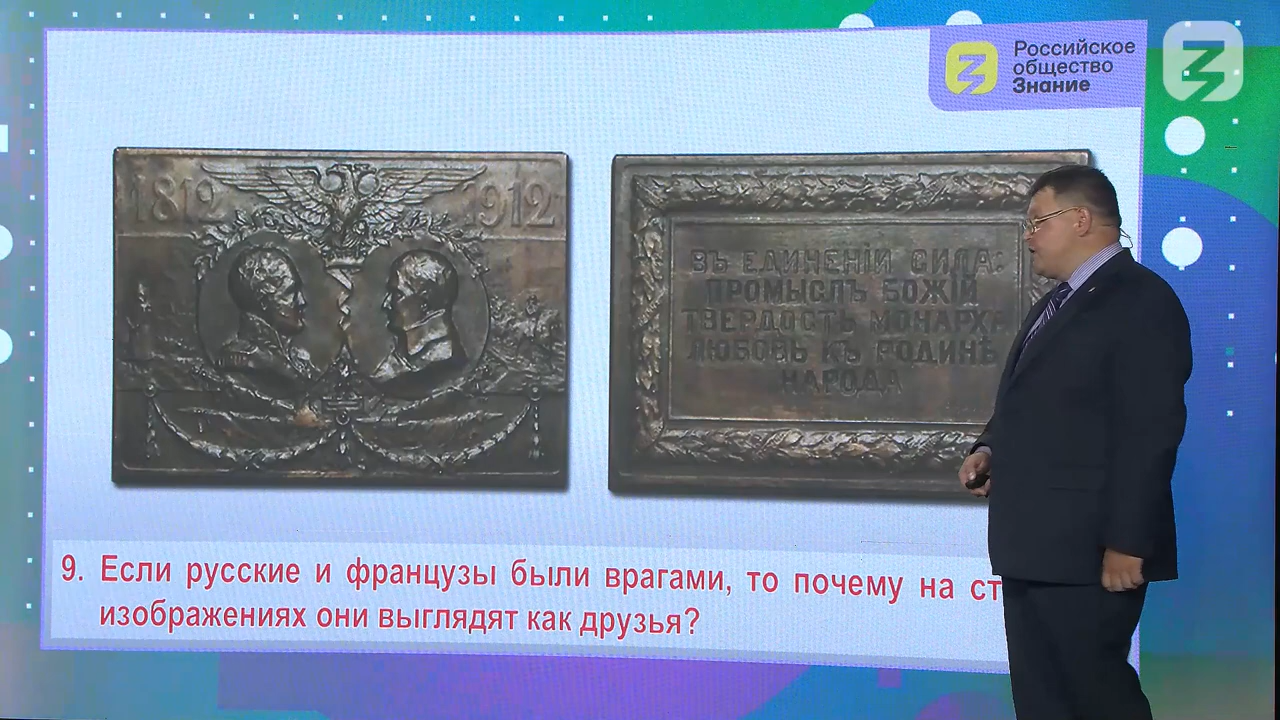 Российское
общество
Знание
1812 1912
ВЪ ЕДИНЕНІИ СИЛА:
ПРОМЫСЛЪ БОЖІЙ
ТВЕРДОСТЬ МОНАРХА
ЛЮБОВЬ КЪ РОДИНѢ
НАРОДА
9. Если русские и французы были врагами, то почему на ст
изображениях они выглядят как друзья?